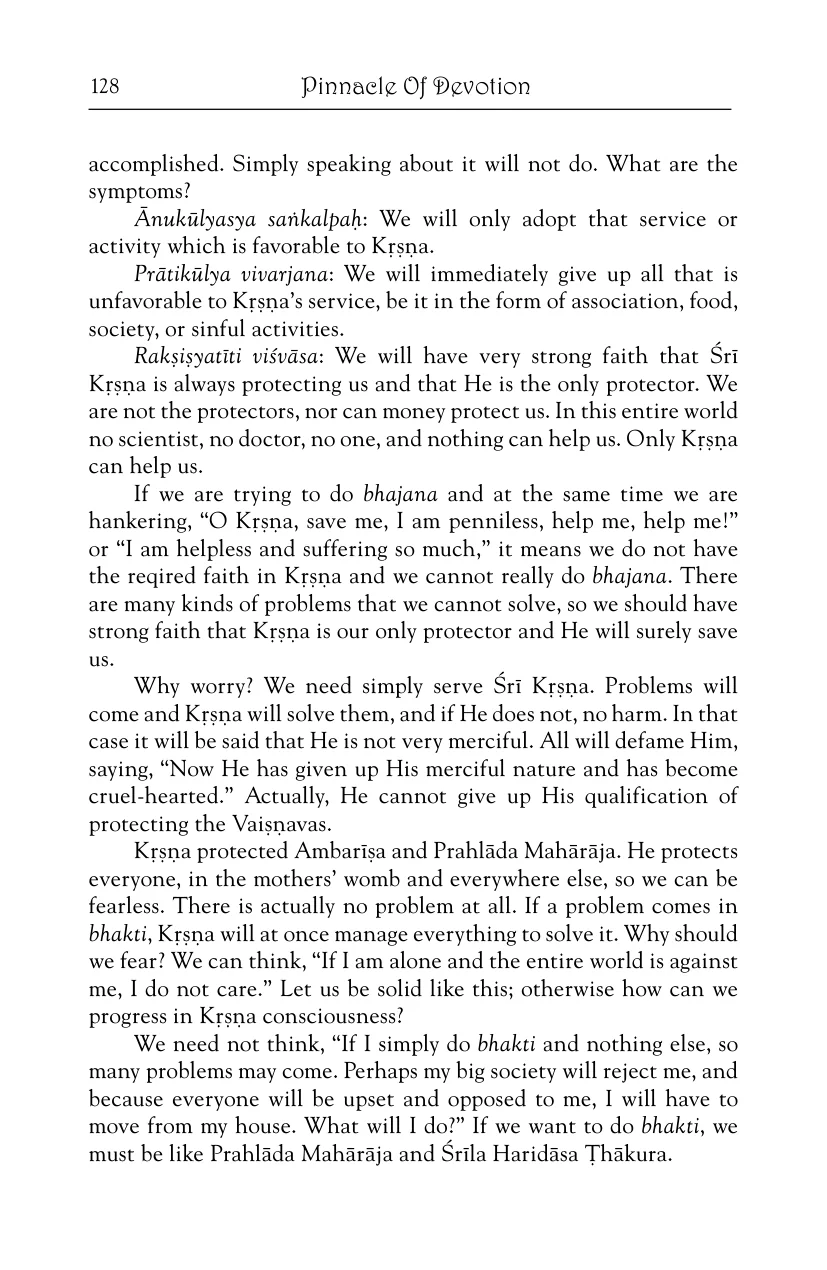 128
Pinnacle Of Devotion
accomplished. Simply speaking about it will not do. What are the
symptoms?
Ānukūlyasya saṅkalpaḥ: We will only adopt that service or
activity which is favorable to Kṛṣṇa.
Prātikūlya vivarjana: We will immediately give up all that is
unfavorable to Kṛṣṇa’s service, be it in the form of association, food,
society, or sinful activities.
Rakṣiṣyatīti viśvāsa: We will have very strong faith that Śrī
Kṛṣṇa is always protecting us and that He is the only protector. We
are not the protectors, nor can money protect us. In this entire world
no scientist, no doctor, no one, and nothing can help us. Only Kṛṣṇa
can help us.
If we are trying to do bhajana and at the same time we are
hankering, “O Kṛṣṇa, save me, I am penniless, help me, help me!”
or “I am helpless and suffering so much,” it means we do not have
the reqired faith in Kṛṣṇa and we cannot really do bhajana. There
are many kinds of problems that we cannot solve, so we should have
strong faith that Kṛṣṇa is our only protector and He will surely save
us.
Why worry? We need simply serve Śrī Kṛṣṇa. Problems will
come and Kṛṣṇa will solve them, and if He does not, no harm. In that
case it will be said that He is not very merciful. All will defame Him,
saying, “Now He has given up His merciful nature and has become
cruel-hearted.” Actually, He cannot give up His qualification of
protecting the Vaiṣṇavas.
Kṛṣṇa protected Ambarīṣa and Prahlāda Mahārāja. He protects
everyone, in the mothers’ womb and everywhere else, so we can be
fearless. There is actually no problem at all. If a problem comes in
bhakti, Kṛṣṇa will at once manage everything to solve it. Why should
we fear? We can think, “If I am alone and the entire world is against
me, I do not care.” Let us be solid like this; otherwise how can we
progress in Kṛṣṇa consciousness?
We need not think, “If I simply do bhakti and nothing else, so
many problems may come. Perhaps my big society will reject me, and
because everyone will be upset and opposed to me, I will have to
move from my house. What will I do?” If we want to do bhakti, we
must be like Prahlāda Mahārāja and Śrīla Haridāsa Ṭhākura.